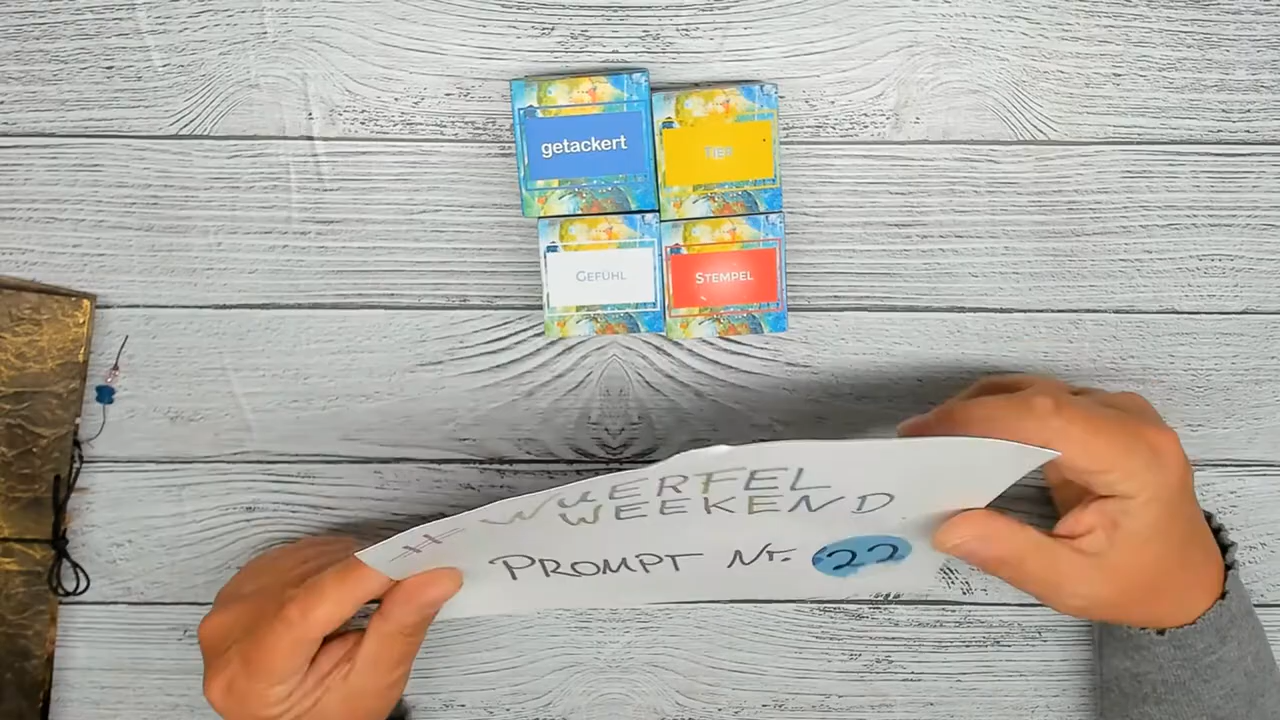 getackert
TIER
GEFÜHL
STEMPEL
# WUERFEL
WEEKEND
PROMPT Nr. 22